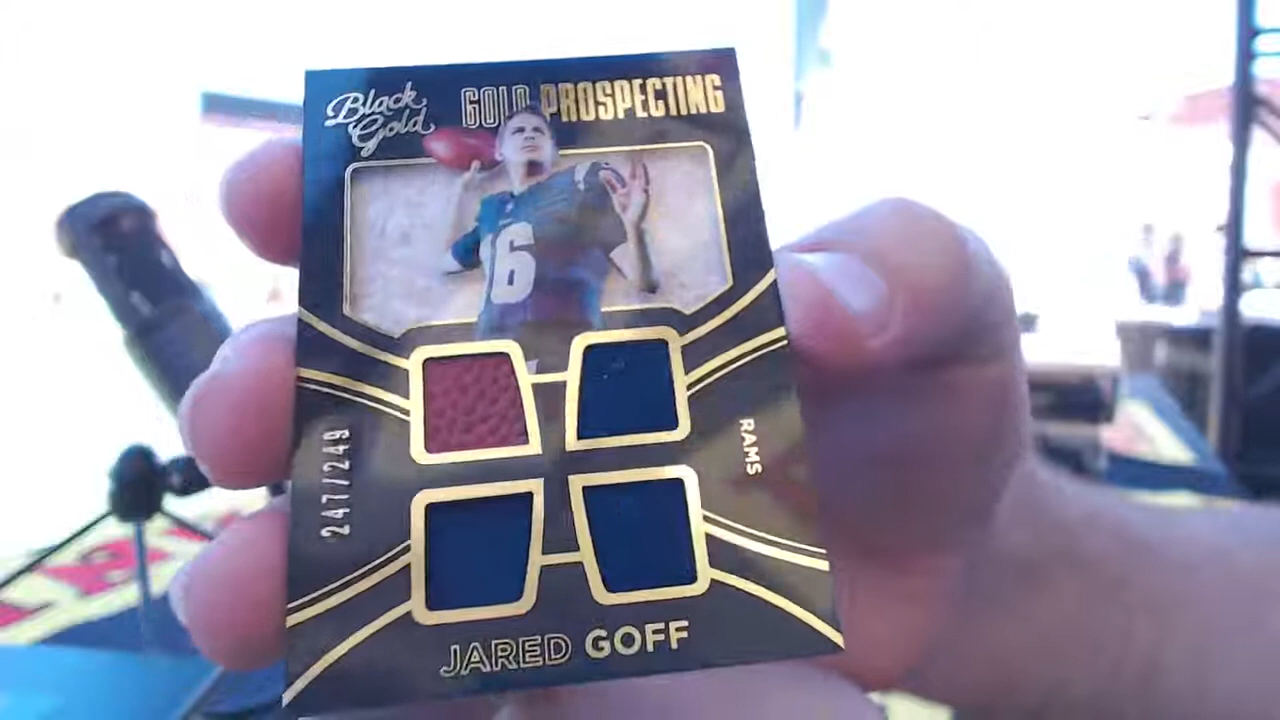 Black Gold
GOLD PROSPECTING
16
247/249
RAMS
JARED GOFF